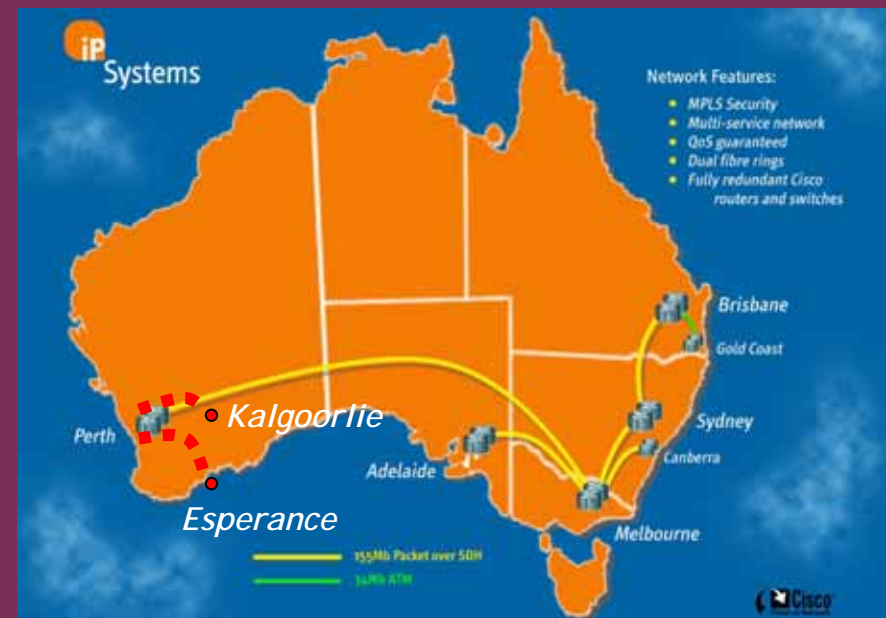 iP
Systems
Network Features:
MPLS Security
Multi-service network
QoS guaranteed
Dual fibre rings
Fully redundant Cisco
routers and switches
Brisbane
Gold Coast
Kalgoorlie
Perth
Sydney
Canberra
Adelaide
Esperance
Melbourne
155Mb Packet over SDH
34Mb ATM
Cisco